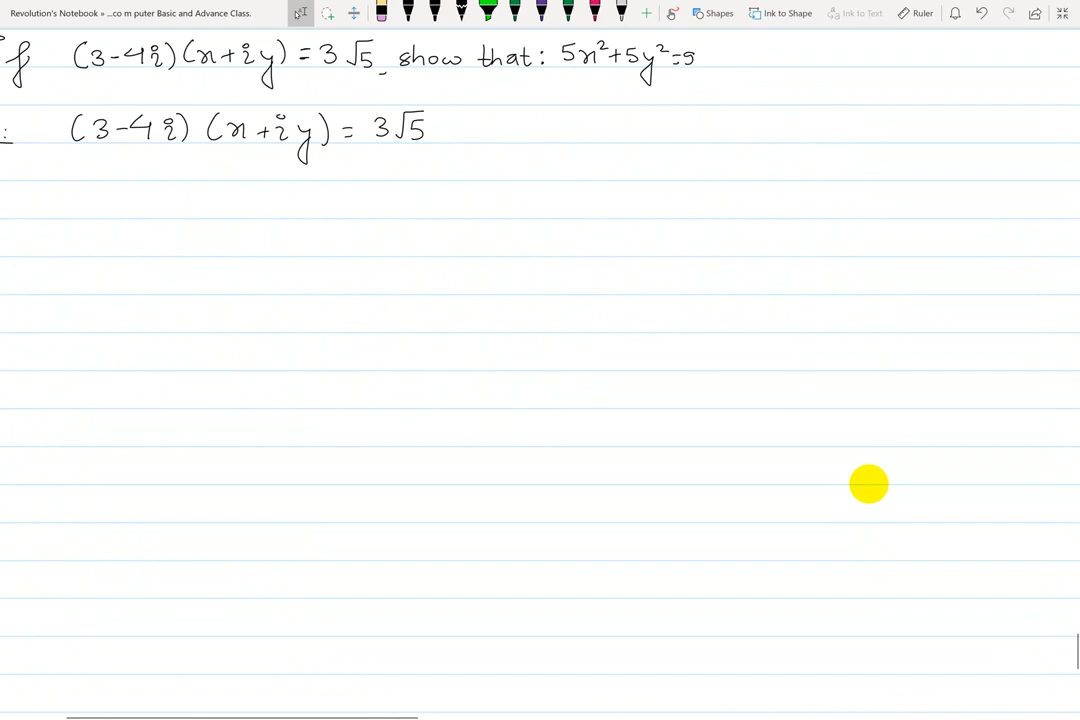 Revolution's Notebook » ...co m puter Basic and Advance Class.
Shapes
Ink to Shape
Ink to Text
Ruler
If (3-4i)(x+iy) = 3√5, show that: 5x²+5y²=9
: (3-4i) (x+iy) = 3√5